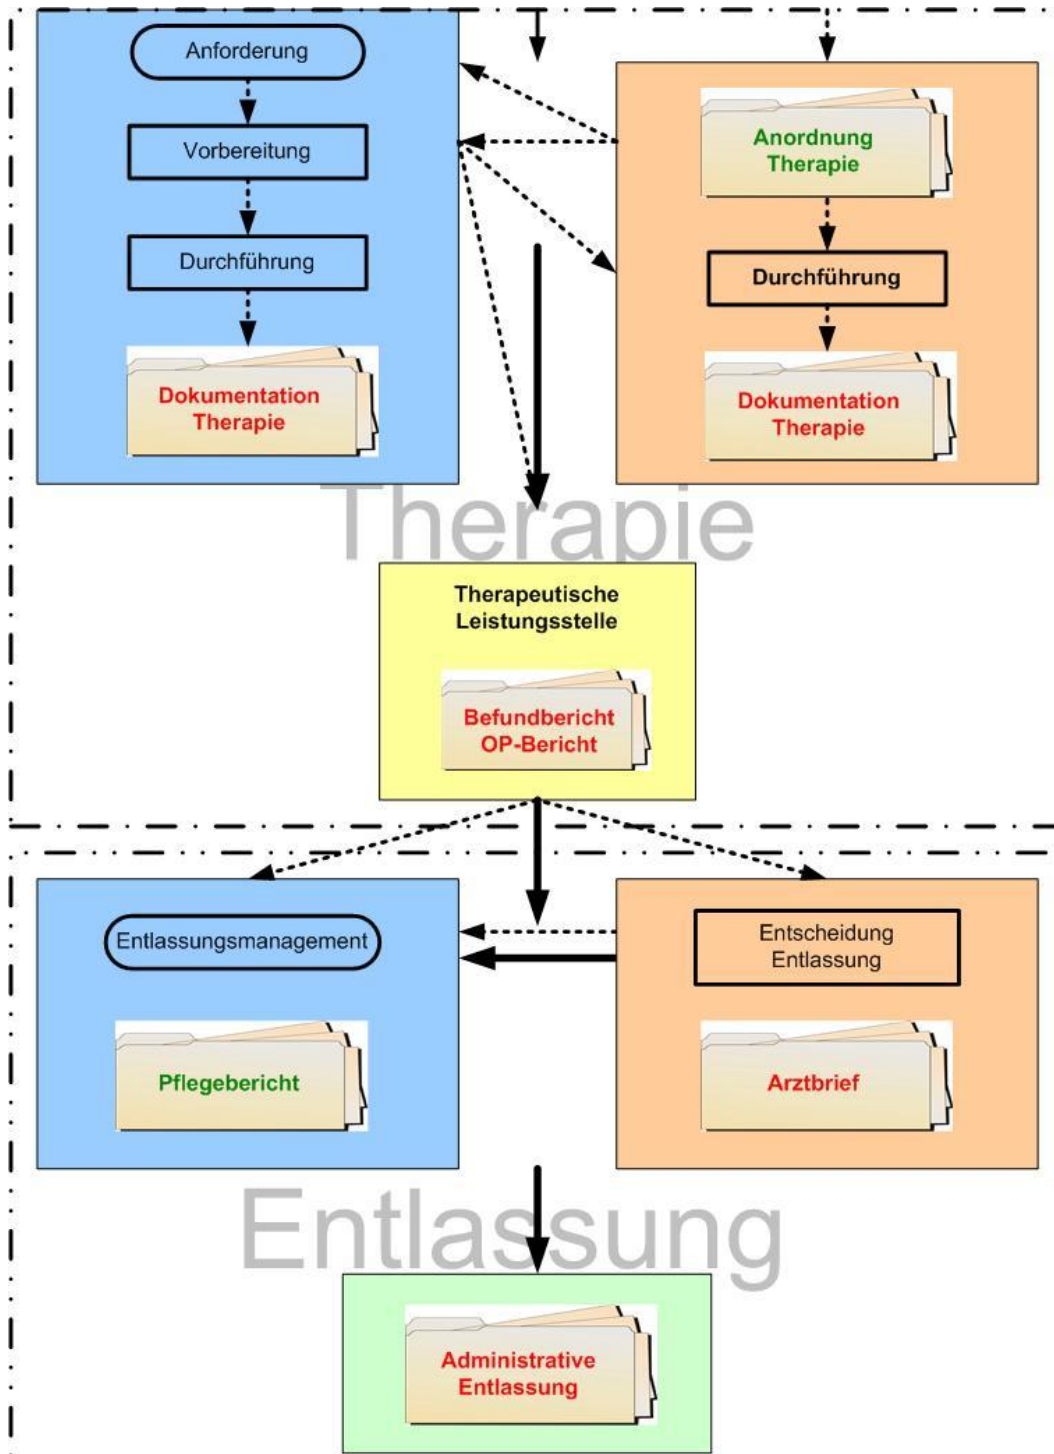 Anforderung
Vorbereitung
Durchführung
Dokumentation
Therapie
Anordnung
Therapie
Durchführung
Dokumentation
Therapie
Therapie
Therapeutische
Leistungsstelle
Befundbericht
OP-Bericht
Entlassungsmanagement
Pflegebericht
Entscheidung
Entlassung
Arztbrief
Entlassung
Administrative
Entlassung